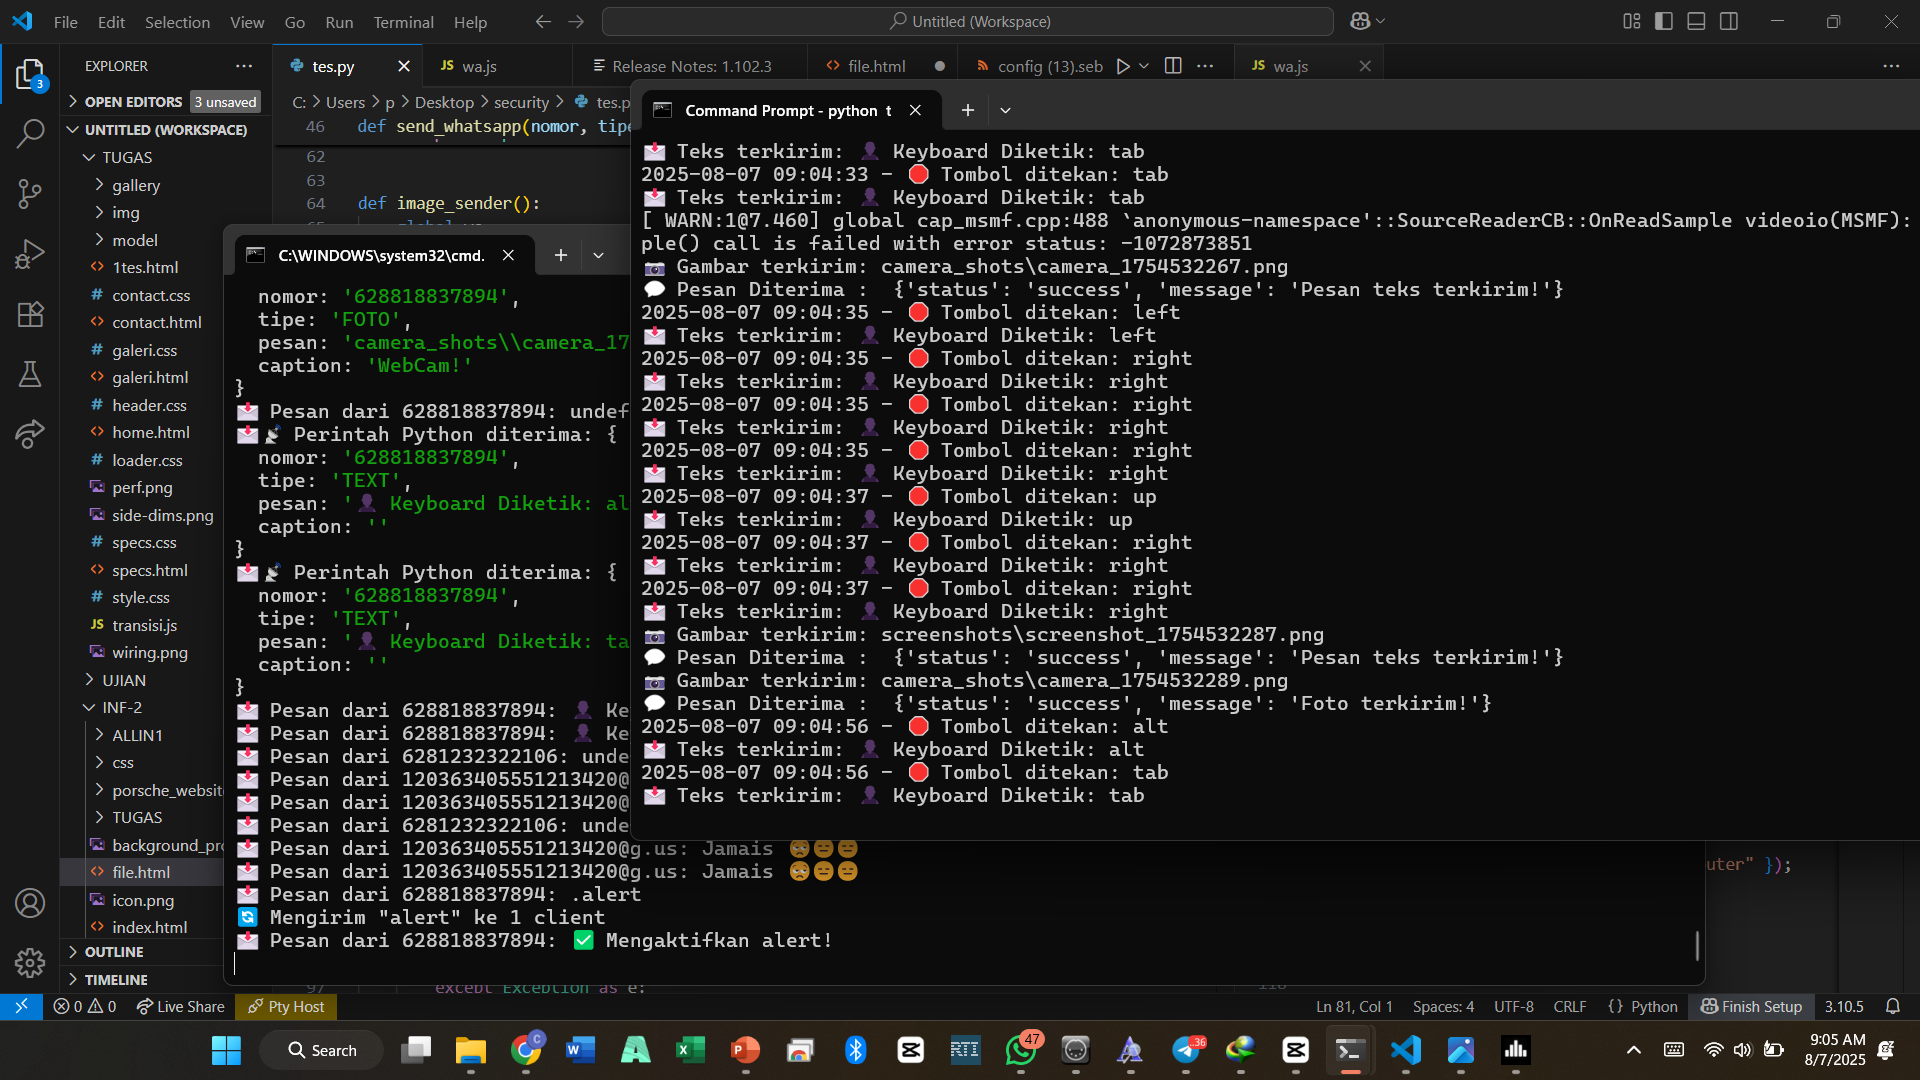 File Edit Selection View Go Run Terminal Help
Untitled (Workspace)
EXPLORER
tes.py
JS wa.js
Release Notes: 1.102.3
file.html
config (13).seb
JS wa.js
OPEN EDITORS 3 unsaved
UNTITLED (WORKSPACE)
TUGAS
gallery
img
model
1tes.html
contact.css
contact.html
galeri.css
galeri.html
header.css
home.html
loader.css
perf.png
side-dims.png
specs.css
specs.html
style.css
JS transisi.js
wiring.png
UJIAN
INF-2
ALLIN1
css
porsche_websit
TUGAS
background_pr
file.html
icon.png
index.html
OUTLINE
TIMELINE
C: > Users > p > Desktop > security > tes.p
46 def send_whatsapp(nomor, tipe
62
63
64 def image_sender():
C:\WINDOWS\system32\cmd.
nomor: '628818837894',
tipe: 'FOTO',
pesan: 'camera_shots\\camera_17
caption: 'WebCam!'
}
📩 Pesan dari 628818837894: undef
📩📡 Perintah Python diterima: {
nomor: '628818837894',
tipe: 'TEXT',
pesan: '👤 Keyboard Diketik: al
caption: ''
}
📩📡 Perintah Python diterima: {
nomor: '628818837894',
tipe: 'TEXT',
pesan: '👤 Keyboard Diketik: ta
caption: ''
}
📩 Pesan dari 628818837894: 👤 Ke
📩 Pesan dari 628818837894: 👤 Ke
📩 Pesan dari 6281232322106: unde
📩 Pesan dari 120363405551213420@
📩 Pesan dari 120363405551213420@
📩 Pesan dari 6281232322106: unde
📩 Pesan dari 120363405551213420@g.us: Jamais 😩😑😑
📩 Pesan dari 120363405551213420@g.us: Jamais 😩😑😑
📩 Pesan dari 628818837894: .alert
🔄 Mengirim "alert" ke 1 client
📩 Pesan dari 628818837894: ✅ Mengaktifkan alert!
Command Prompt - python t
📩 Teks terkirim: 👤 Keyboard Diketik: tab
2025-08-07 09:04:33 - 🛑 Tombol ditekan: tab
📩 Teks terkirim: 👤 Keyboard Diketik: tab
[ WARN:1@7.460] global cap_msmf.cpp:488 `anonymous-namespace'::SourceReaderCB::OnReadSample videoio(MSMF):
ple() call is failed with error status: -1072873851
📷 Gambar terkirim: camera_shots\camera_1754532267.png
💬 Pesan Diterima : {'status': 'success', 'message': 'Pesan teks terkirim!'}
2025-08-07 09:04:35 - 🛑 Tombol ditekan: left
📩 Teks terkirim: 👤 Keyboard Diketik: left
2025-08-07 09:04:35 - 🛑 Tombol ditekan: right
📩 Teks terkirim: 👤 Keyboard Diketik: right
2025-08-07 09:04:35 - 🛑 Tombol ditekan: right
📩 Teks terkirim: 👤 Keyboard Diketik: right
2025-08-07 09:04:35 - 🛑 Tombol ditekan: right
📩 Teks terkirim: 👤 Keyboard Diketik: right
2025-08-07 09:04:37 - 🛑 Tombol ditekan: up
📩 Teks terkirim: 👤 Keyboard Diketik: up
2025-08-07 09:04:37 - 🛑 Tombol ditekan: right
📩 Teks terkirim: 👤 Keyboard Diketik: right
2025-08-07 09:04:37 - 🛑 Tombol ditekan: right
📩 Teks terkirim: 👤 Keyboard Diketik: right
📷 Gambar terkirim: screenshots\screenshot_1754532287.png
💬 Pesan Diterima : {'status': 'success', 'message': 'Pesan teks terkirim!'}
📷 Gambar terkirim: camera_shots\camera_1754532289.png
💬 Pesan Diterima : {'status': 'success', 'message': 'Foto terkirim!'}
2025-08-07 09:04:56 - 🛑 Tombol ditekan: alt
📩 Teks terkirim: 👤 Keyboard Diketik: alt
2025-08-07 09:04:56 - 🛑 Tombol ditekan: tab
📩 Teks terkirim: 👤 Keyboard Diketik: tab
uter" });
except Exception as e:
0 0 Live Share Pty Host
Ln 81, Col 1 Spaces: 4 UTF-8 CRLF {} Python Finish Setup 3.10.5
Search
RTI
47
..36
9:05 AM
8/7/2025